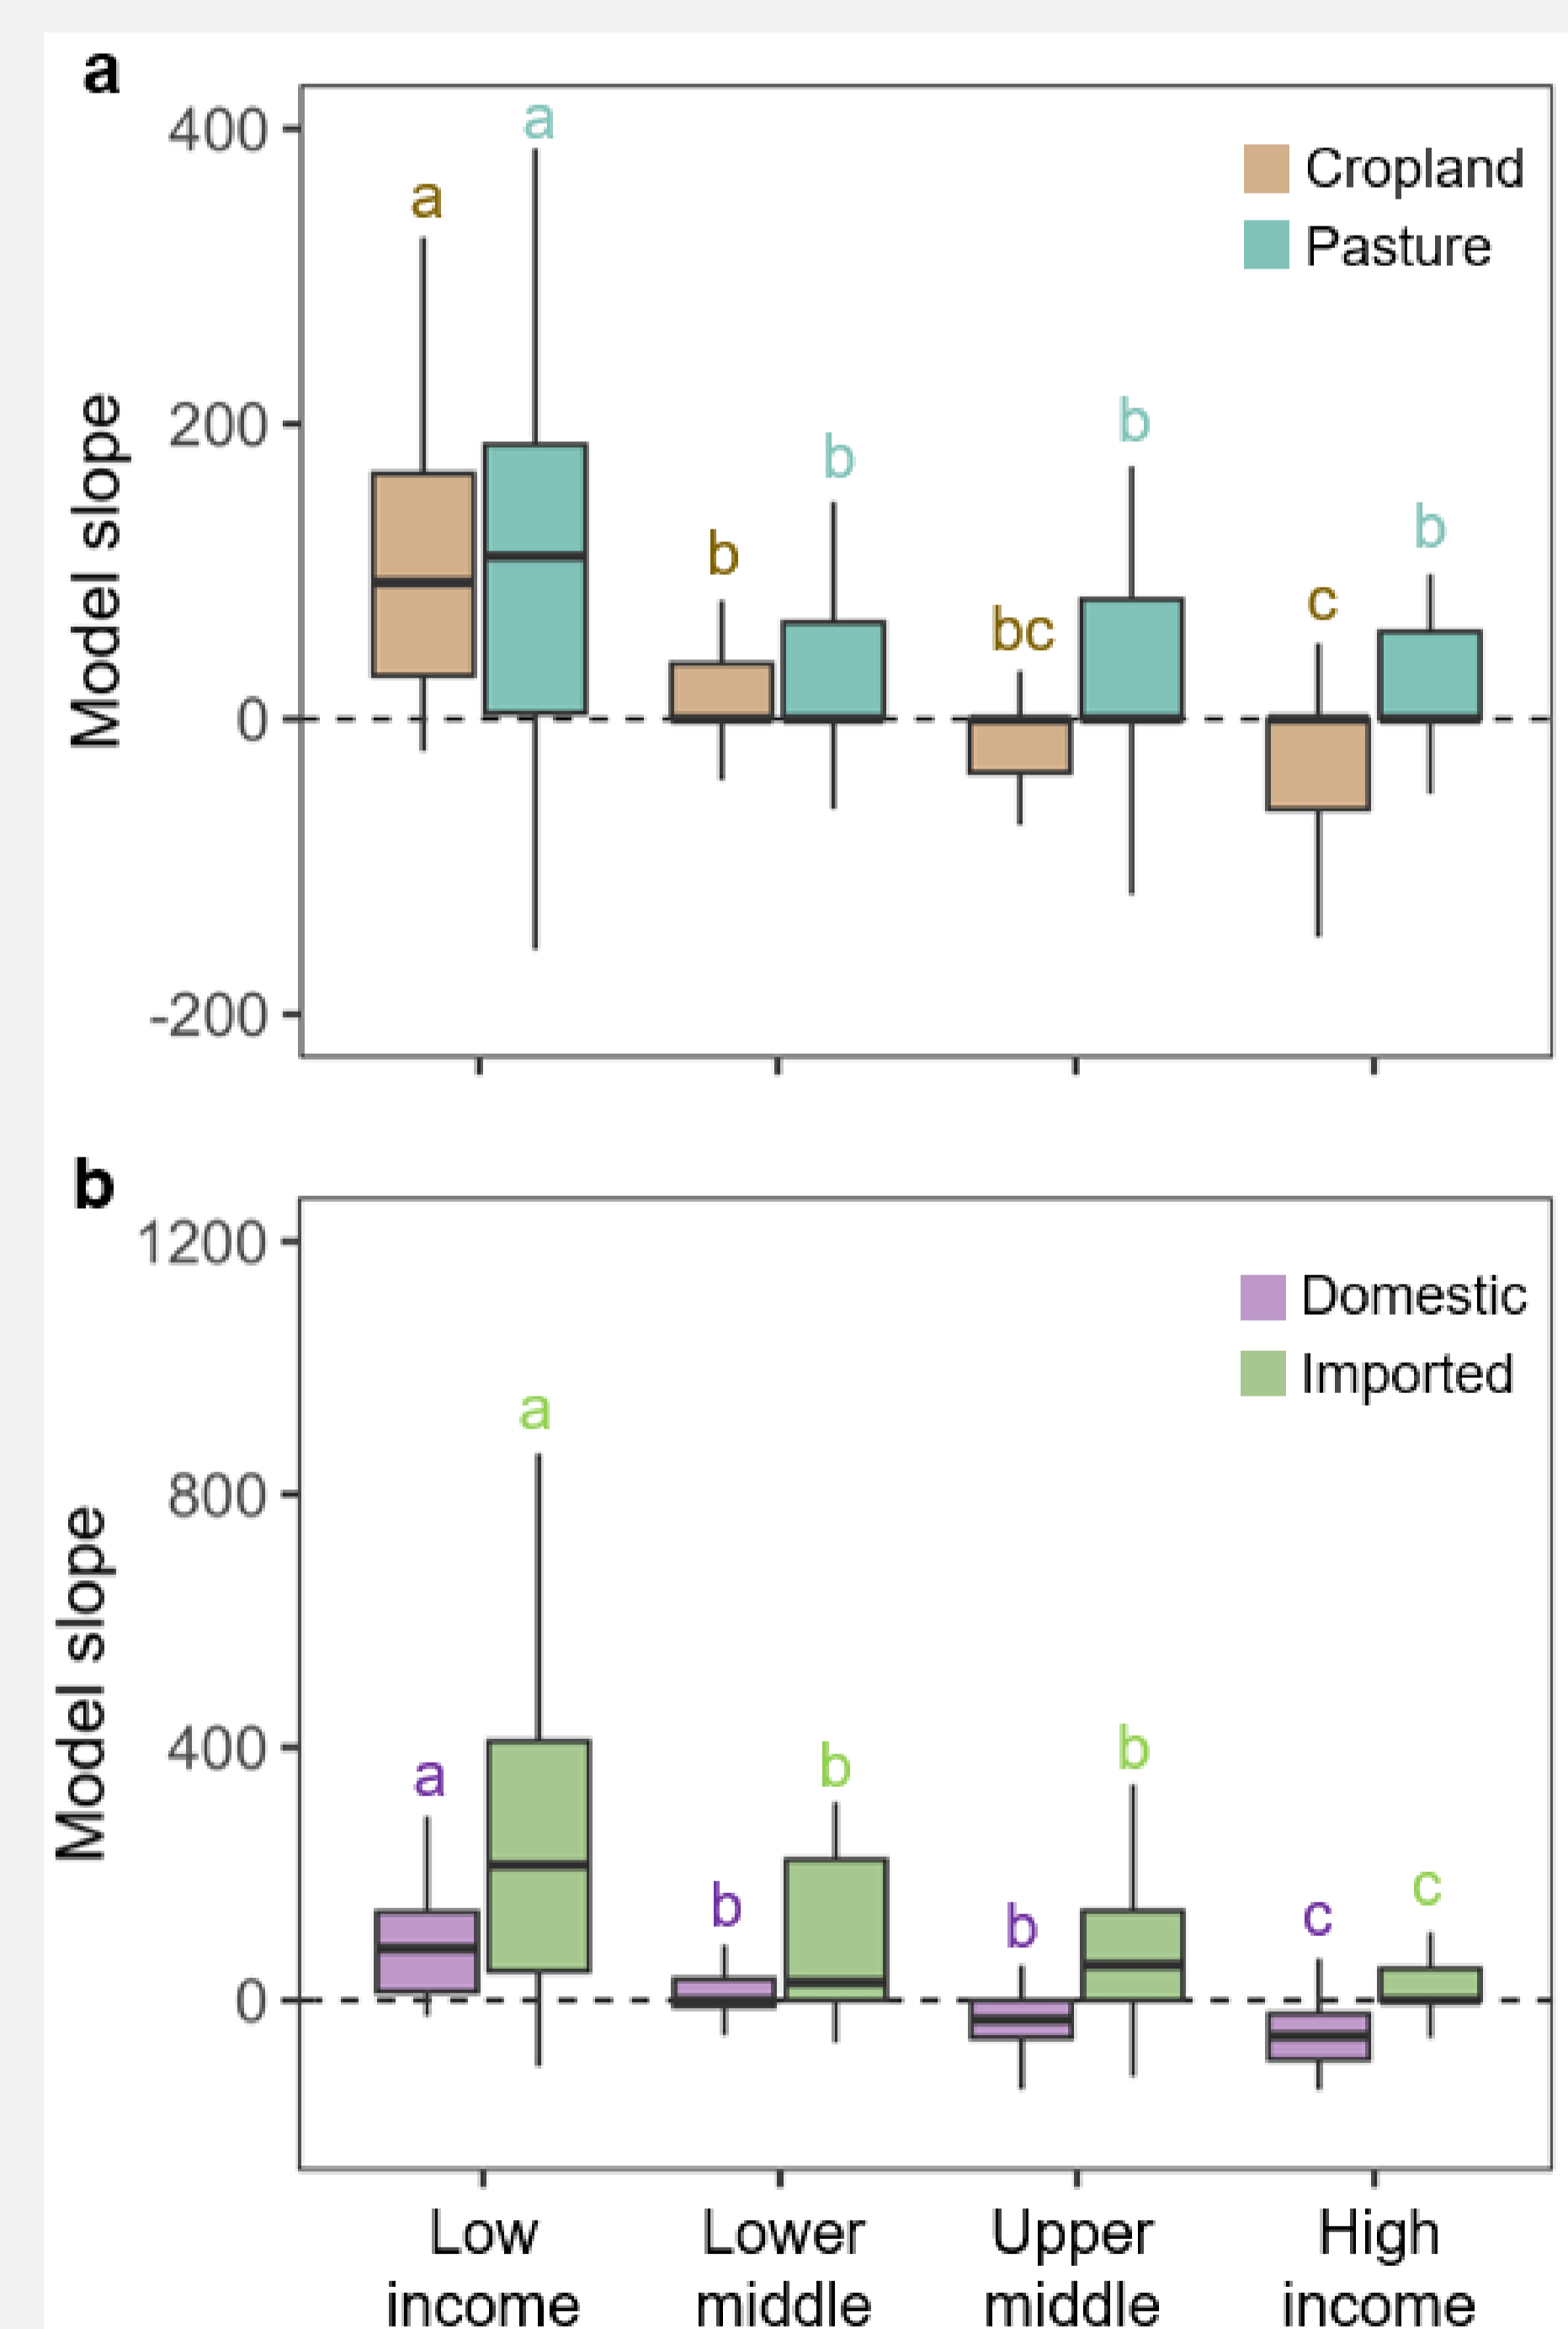 a
400
200
0
-200
Model slope
Cropland
Pasture
a
a
b
b
bc
b
c
b
b
1200
800
400
0
Model slope
Domestic
Imported
a
a
b
b
b
b
c
c
Low
income
Lower
middle
Upper
middle
High
income